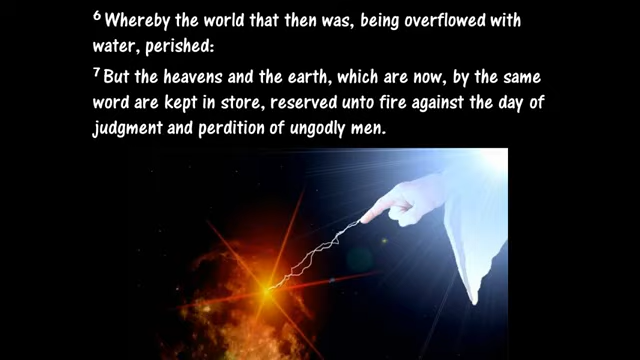 6 Whereby the world that then was, being overflowed with
water, perished:
7 But the heavens and the earth, which are now, by the same
word are kept in store, reserved unto fire against the day of
judgment and perdition of ungodly men.